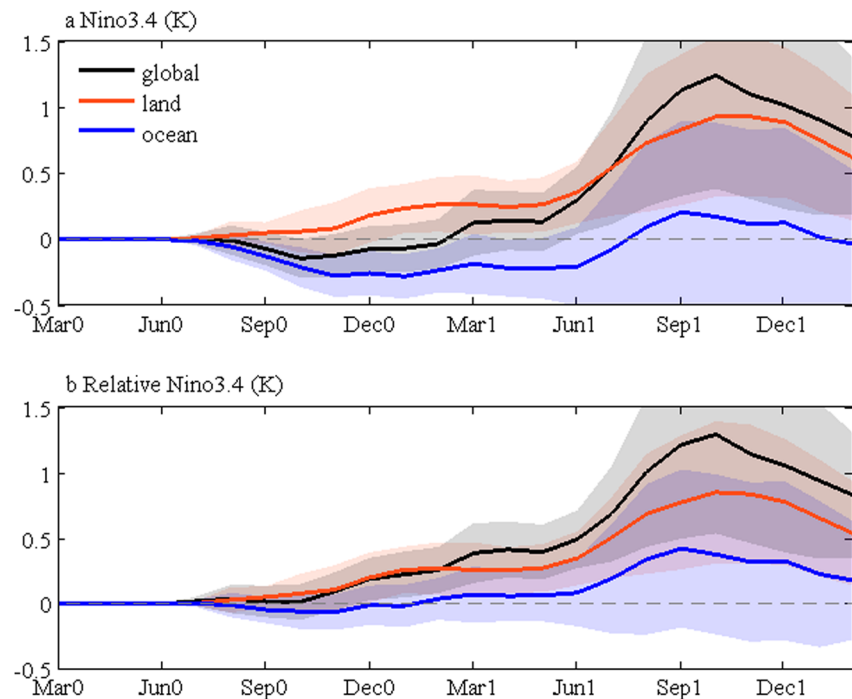 a Nino3.4 (K)
1.5
global
1
land
ocean
0.5
0
-0.5
Mar0 Jun0 Sep0 Dec0 Mar1 Jun1 Sep1 Dec1
b Relative Nino3.4 (K)
1.5
1
0.5
0
-0.5
Mar0 Jun0 Sep0 Dec0 Mar1 Jun1 Sep1 Dec1